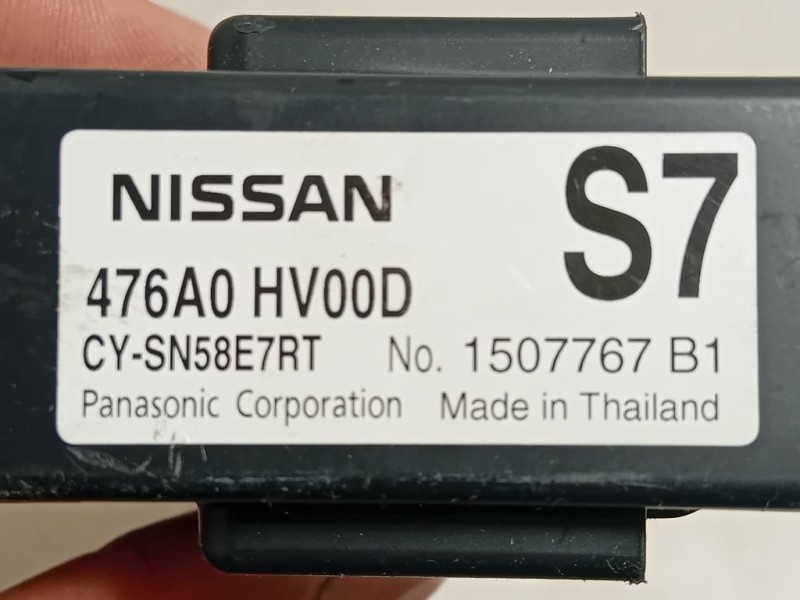 NISSAN
S7
476A0 HV00D
CY-SN58E7RT No. 1507767 B1
Panasonic Corporation Made in Thailand